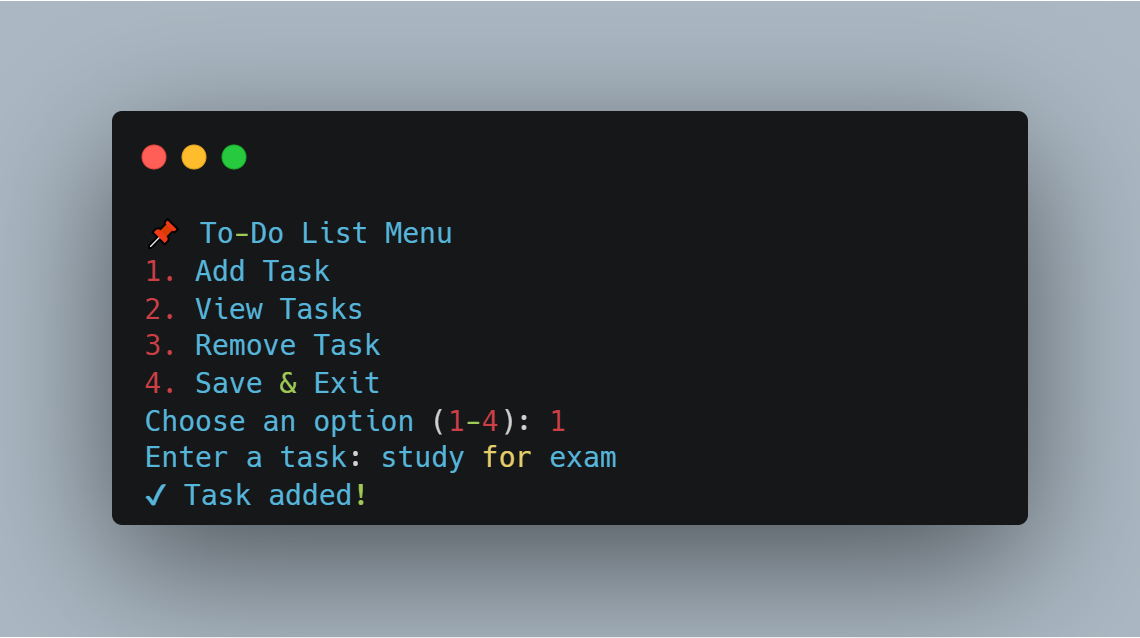 📌 To-Do List Menu
1. Add Task
2. View Tasks
3. Remove Task
4. Save & Exit
Choose an option (1-4): 1
Enter a task: study for exam
✓ Task added!